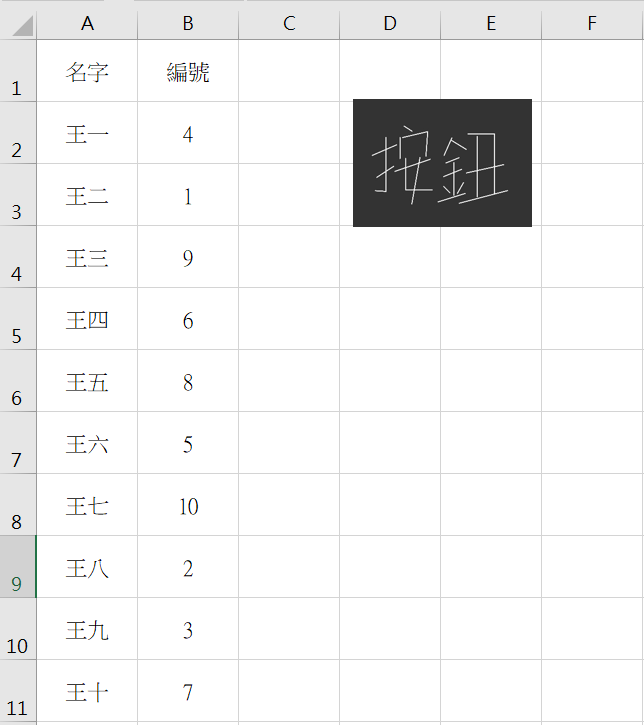 A B C D E F
1 名字 編號
2 王一 4
按鈕
3 王二 1
4 王三 9
5 王四 6
6 王五 8
7 王六 5
8 王七 10
9 王八 2
10 王九 3
11 王十 7